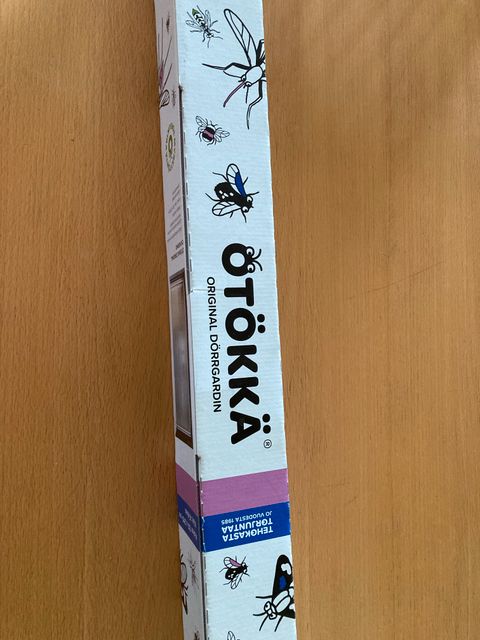 ÖTÖKKÄ®
ORIGINAL DÖRRGARDIN
TEHOKASTA
TORJUNTAA
JO VUODESTA 1985